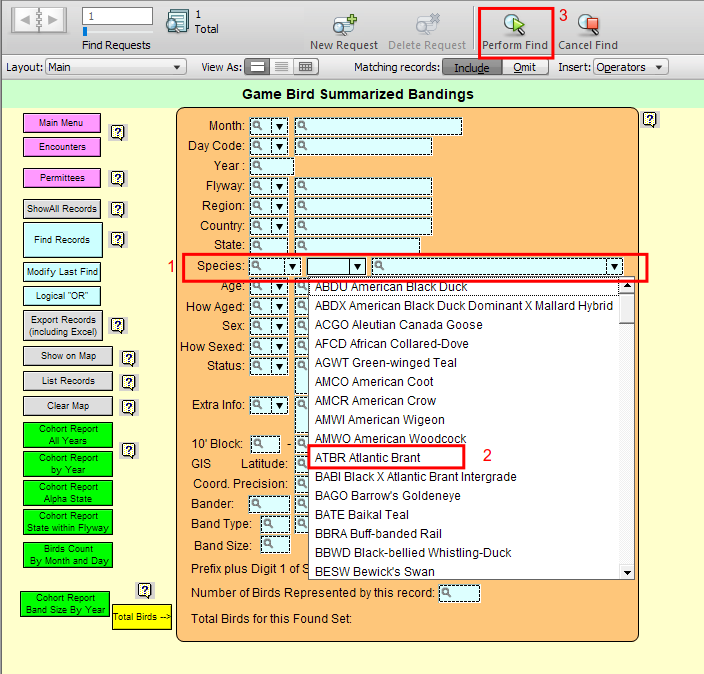 1
Find Requests
1
Total
New Request
Delete Request
Perform Find
Cancel Find
3
Layout: Main
View As:
Matching records: Include Omit
Insert: Operators
Game Bird Summarized Bandings
Main Menu
?
Encounters
Permittees
?
ShowAll Records
?
Find Records
?
Modify Last Find
Logical "OR"
Export Records
(including Excel)
?
Show on Map
?
List Records
?
Clear Map
?
Cohort Report
All Years
?
Cohort Report
by Year
Cohort Report
Alpha State
Cohort Report
State within Flyway
Birds Count
By Month and Day
?
Cohort Report
Band Size By Year
Total Birds -->
?
Month:
Day Code:
Year :
Flyway:
Region:
Country:
State:
1
Species:
Age:
How Aged:
Sex:
How Sexed:
Status:
Extra Info:
10' Block: -
GIS Latitude:
Coord. Precision:
Bander:
Band Type:
Band Size:
Prefix plus Digit 1 of S
Number of Birds Represented by this record:
Total Birds for this Found Set:
ABDU American Black Duck
ABDX American Black Duck Dominant X Mallard Hybrid
ACGO Aleutian Canada Goose
AFCD African Collared-Dove
AGWT Green-winged Teal
AMCO American Coot
AMCR American Crow
AMWI American Wigeon
AMWO American Woodcock
ATBR Atlantic Brant
2
BABI Black X Atlantic Brant Intergrade
BAGO Barrow's Goldeneye
BATE Baikal Teal
BBRA Buff-banded Rail
BBWD Black-bellied Whistling-Duck
BESW Bewick's Swan